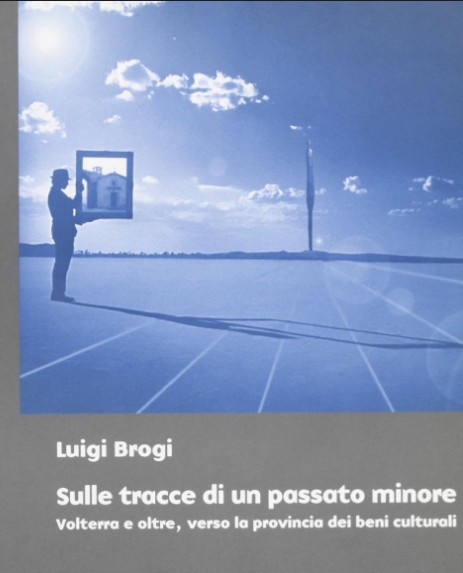 Luigi Brogi
Sulle tracce di un passato minore
Volterra e oltre, verso la provincia dei beni culturali